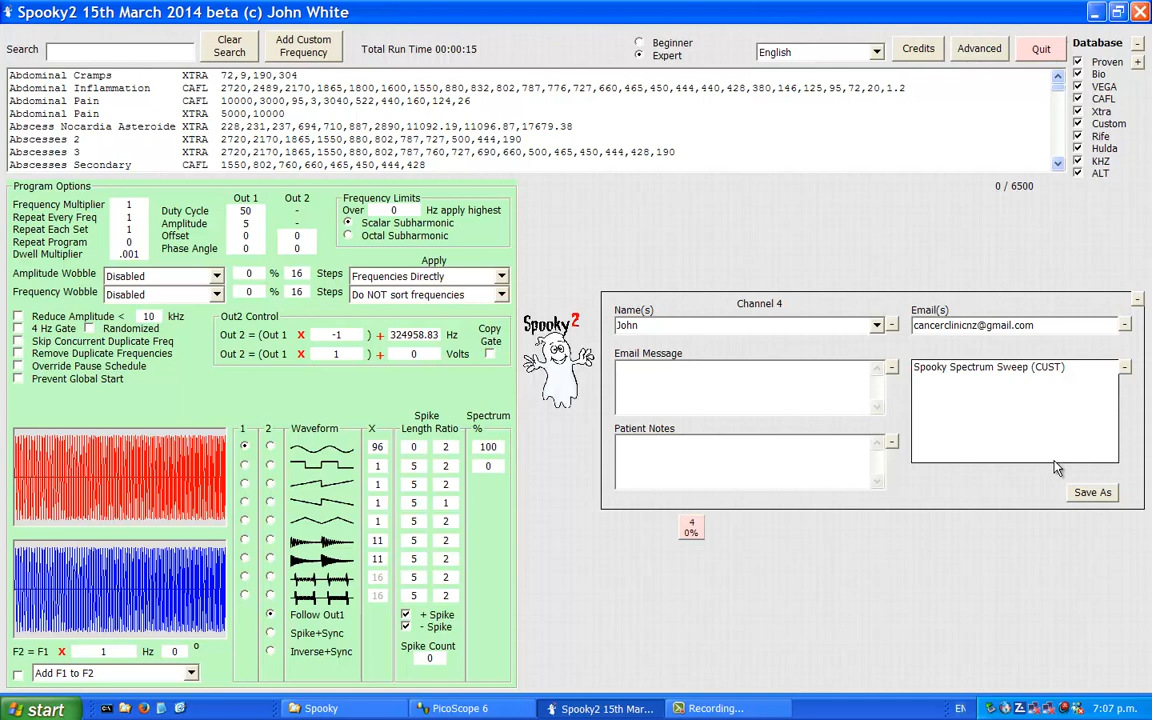 Spooky2 15th March 2014 beta (c) John White
Search
Clear Search
Add Custom Frequency
Total Run Time 00:00:15
Beginner
Expert
English
Credits
Advanced
Quit
Database
-
Proven
+
Bio
VEGA
CAFL
Xtra
Custom
Rife
Hulda
KHZ
ALT
Abdominal Cramps XTRA 72,9,190,304
Abdominal Inflammation CAFL 2720,2489,2170,1865,1800,1600,1550,880,832,802,787,776,727,660,465,450,444,440,428,380,146,125,95,72,20,1.2
Abdominal Pain CAFL 10000,3000,95,3,3040,522,440,160,124,26
Abdominal Pain XTRA 5000,10000
Abscess Nocardia Asteroide XTRA 228,231,237,694,710,887,2890,11092.19,11096.87,17679.38
Abscesses 2 XTRA 2720,2170,1865,1550,880,802,787,727,500,444,190
Abscesses 3 XTRA 2720,2170,1865,1550,880,802,787,760,727,690,660,500,465,450,444,428,190
Abscesses Secondary CAFL 1550,802,760,660,465,450,444,428
0 / 6500
Program Options
Frequency Multiplier 1
Repeat Every Freq 1
Repeat Each Set 1
Repeat Program 0
Dwell Multiplier .001
Out 1 Out 2
Duty Cycle 50 -
Amplitude 5 -
Offset 0 0
Phase Angle 0 0
Frequency Limits
Over 0 Hz apply highest
Scalar Subharmonic
Octal Subharmonic
Apply
Amplitude Wobble Disabled 0 % 16 Steps Frequencies Directly
Frequency Wobble Disabled 0 % 16 Steps Do NOT sort frequencies
Reduce Amplitude < 10 kHz
4 Hz Gate Randomized
Skip Concurrent Duplicate Freq
Remove Duplicate Frequencies
Override Pause Schedule
Prevent Global Start
Out2 Control
Out 2 = (Out 1 X -1 ) + 324958.83 Hz
Out 2 = (Out 1 X 1 ) + 0 Volts
Copy Gate
Spooky2
Channel 4
-
Name(s)
John
-
Email(s)
cancerclinicnz@gmail.com
-
Email Message
-
Spooky Spectrum Sweep (CUST)
-
Patient Notes
-
Save As
4
0%
Spike Spectrum
1 2 Waveform X Length Ratio %
96 0 2 100
1 5 2 0
1 5 2
1 5 1
1 5 2
11 5 2
11 5 2
16 5 2
16 5 2
Follow Out1
Spike+Sync
Inverse+Sync
+ Spike
- Spike
Spike Count
0
F2 = F1 X 1 Hz 0 o
Add F1 to F2
start
Spooky
PicoScope 6
Spooky2 15th Mar...
Recording...
EN
7:07 p.m.